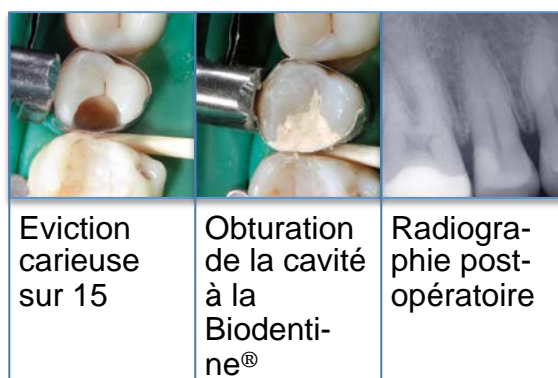 Eviction
carieuse
sur 15
Obturation
de la cavité
à la
Biodenti-
ne®
Radiogra-
phie post-
opératoire